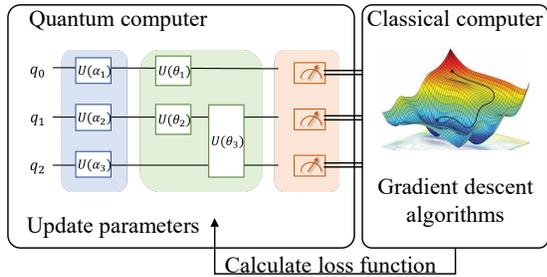 Quantum computer
Classical computer
q₀ U(α₁) U(θ₁)
q₁ U(α₂) U(θ₂)
U(θ₃)
q₂ U(α₃)
Gradient descent
algorithms
Update parameters
Calculate loss function